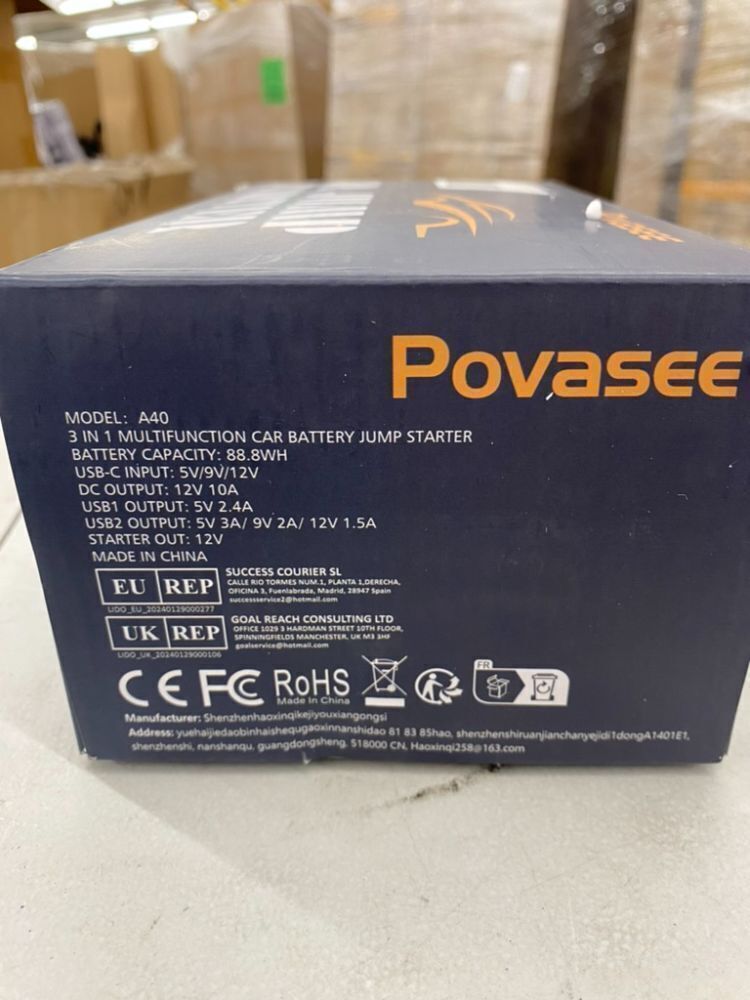 Povasee
Povasee
MODEL: A40
3 IN 1 MULTIFUNCTION CAR BATTERY JUMP STARTER
BATTERY CAPACITY: 88.8WH
USB-C INPUT: 5V/9V/12V
DC OUTPUT: 12V 10A
USB1 OUTPUT: 5V 2.4A
USB2 OUTPUT: 5V 3A/ 9V 2A/ 12V 1.5A
STARTER OUT: 12V
MADE IN CHINA
EU REP
SUCCESS COURIER SL
CALLE RIO TORMES NUM.1, PLANTA 1,DERECHA,
OFICINA 3, Fuenlabrada, Madrid, 28947 Spain
successservice2@hotmail.com
LIDO_EU_20240129000277
UK REP
GOAL REACH CONSULTING LTD
OFFICE 1029 3 HARDMAN STREET 10TH FLOOR,
SPINNINGFIELDS MANCHESTER, UK M3 3HF
goalservice@hotmail.com
LIDO_UK_20240129000106
CE FC RoHS
Made In China
FR
Manufacturer: Shenzhenhaoxinqikejiyouxiangongsi
Address: yuehaijiedaobinhaishequgaoxinnanshidao 81 83 85hao, shenzhenshiruanjianchanyejidi1dongA1401E1,
shenzhenshi, nanshanqu, guangdongsheng, 518000 CN, Haoxinqi258@163.com